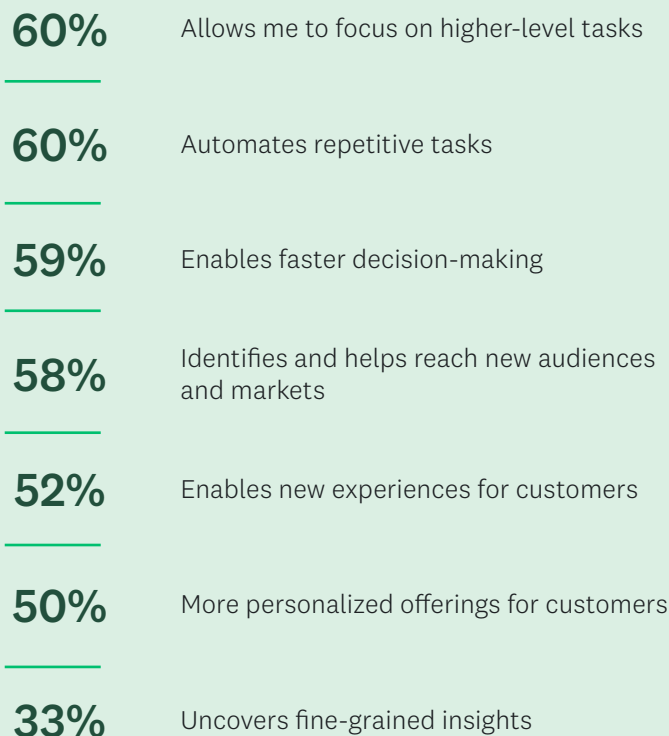 60% Allows me to focus on higher-level tasks
60% Automates repetitive tasks
59% Enables faster decision-making
58% Identifies and helps reach new audiences
and markets
52% Enables new experiences for customers
50% More personalized offerings for customers
33% Uncovers fine-grained insights